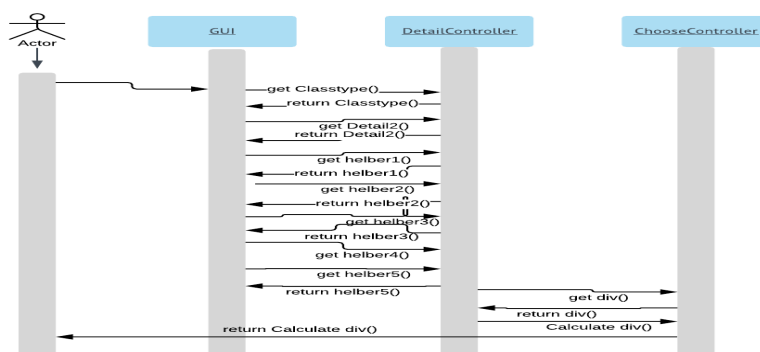 GUI
DetailController
ChooseController
Actor
get Classtype()
return Classtype()
get Detail2()
return Detail2()
get helber1()
return helber1()
get helber2()
return helber2()
get helber3()
return helber3()
get helber4()
get helber5()
return helber5()
get div()
return div()
Calculate div()
return Calculate div()